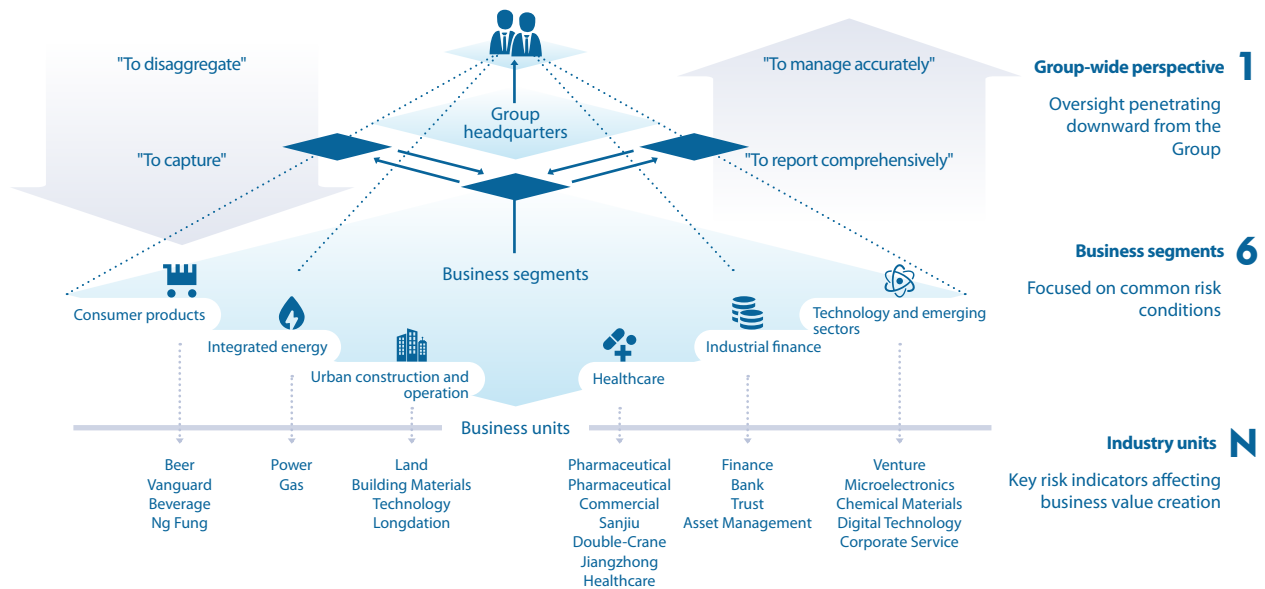 "To disaggregate"
"To capture"
Group
headquarters
"To manage accurately"
"To report comprehensively"
Group-wide perspective 1
Oversight penetrating
downward from the
Group
Business segments
Business segments 6
Focused on common risk
conditions
Consumer products
Integrated energy
Urban construction and
operation
Healthcare
Industrial finance
Technology and emerging
sectors
Business units
Industry units N
Key risk indicators affecting
business value creation
Beer
Vanguard
Beverage
Ng Fung
Power
Gas
Land
Building Materials
Technology
Longdation
Pharmaceutical
Pharmaceutical
Commercial
Sanjiu
Double-Crane
Jiangzhong
Healthcare
Finance
Bank
Trust
Asset Management
Venture
Microelectronics
Chemical Materials
Digital Technology
Corporate Service